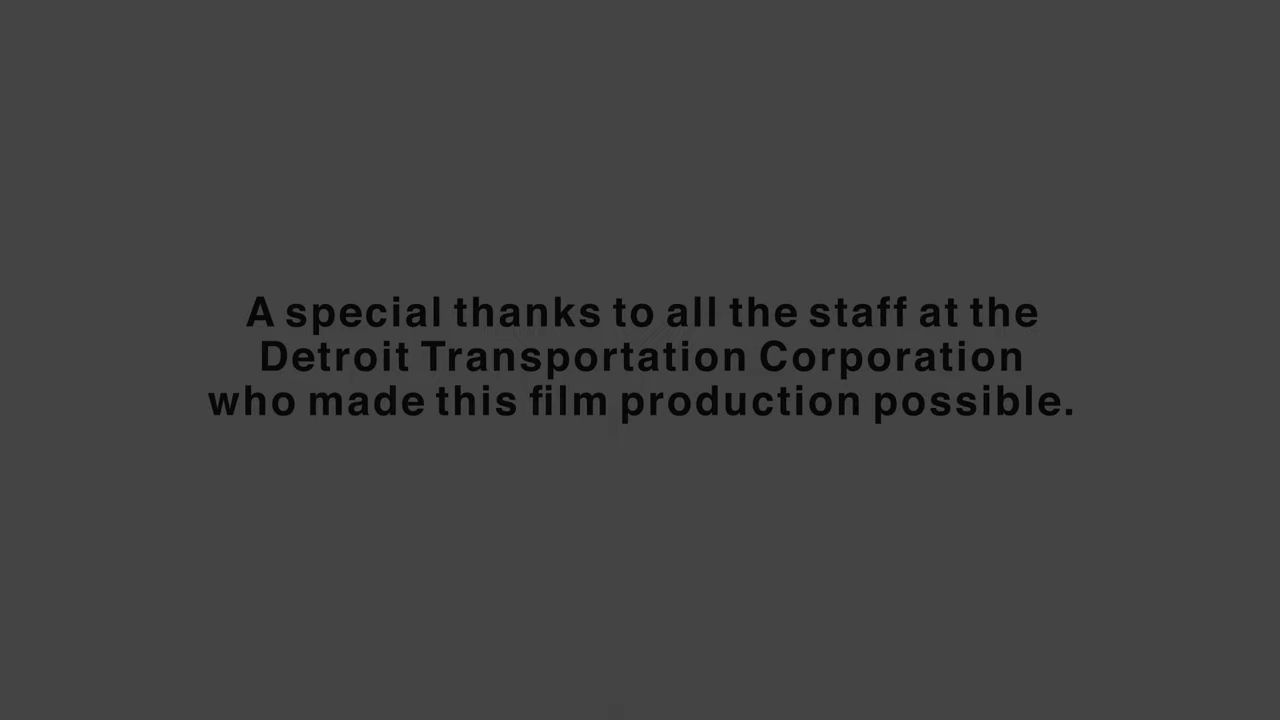 A special thanks to all the staff at the
Detroit Transportation Corporation
who made this film production possible.